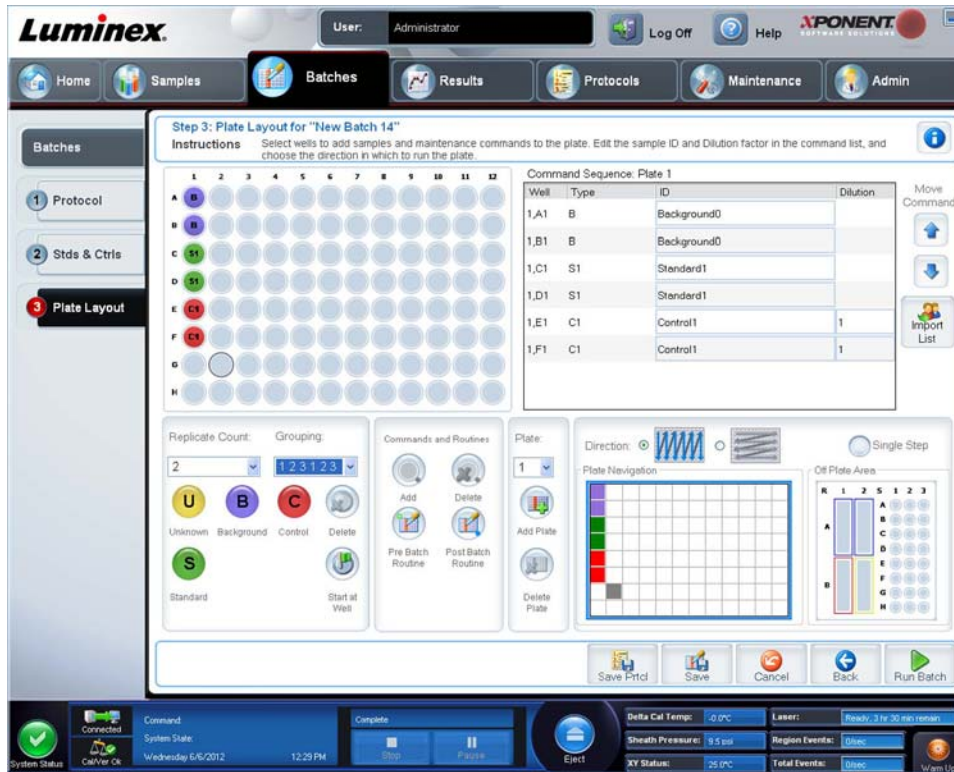 Luminex.
User: Administrator
Log Off
Help
XPONENT.
SOFTWARE SOLUTIONS
Home
Samples
Batches
Results
Protocols
Maintenance
Admin
Batches
1 Protocol
2 Stds & Ctrls
3 Plate Layout
Step 3: Plate Layout for "New Batch 14"
Instructions Select wells to add samples and maintenance commands to the plate. Edit the sample ID and Dilution factor in the command list, and
choose the direction in which to run the plate.
1 2 3 4 5 6 7 8 9 10 11 12
A B
B B
C S1
D S1
E C1
F C1
G
H
Command Sequence: Plate 1
Well Type ID Dilution
1,A1 B Background0
1,B1 B Background0
1,C1 S1 Standard1
1,D1 S1 Standard1
1,E1 C1 Control1 1
1,F1 C1 Control1 1
Move
Command
Import
List
Replicate Count: Grouping:
2 1 2 3 1 2 3
U B C
Unknown Background Control Delete
S
Standard Start at
Well
Commands and Routines
Add Delete
Pre Batch
Routine
Post Batch
Routine
Plate:
1
Add Plate
Delete
Plate
Direction:
Single Step
Plate Navigation
Off Plate Area
R 1 2 S 1 2 3
A
B
C
D
E
F
G
H
A
B
Save Prtcl
Save
Cancel
Back
Run Batch
System Status
Connected
Cal/Ver Ok
Command
System State:
Wednesday 6/6/2012 12:29 PM
Complete
Stop
Pause
Eject
Delta Cal Temp: -0.0°C
Sheath Pressure: 9.5 psi
XY Status: 25.0°C
Laser: Ready, 3 hr 30 min remain
Region Events: 0/sec
Total Events: 0/sec
Warm Up